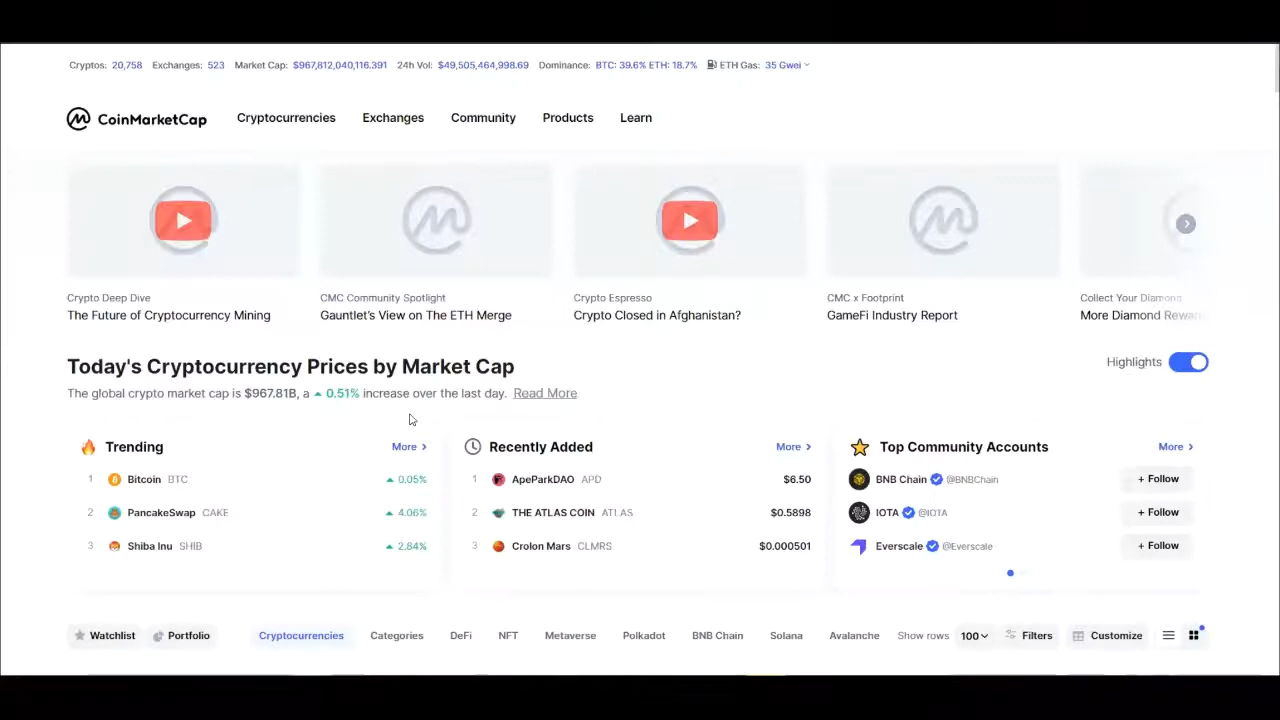 Cryptos: 20,758 Exchanges: 523 Market Cap: $967,812,040,116.391 24h Vol: $49,505,464,998.69 Dominance: BTC: 39.6% ETH: 18.7% ETH Gas: 35 Gwei
CoinMarketCap Cryptocurrencies Exchanges Community Products Learn
Crypto Deep Dive
The Future of Cryptocurrency Mining
CMC Community Spotlight
Gauntlet's View on The ETH Merge
Crypto Espresso
Crypto Closed in Afghanistan?
CMC x Footprint
GameFi Industry Report
Collect Your Diamond
More Diamond Rewar
Today's Cryptocurrency Prices by Market Cap
Highlights
The global crypto market cap is $967.81B, a 0.51% increase over the last day. Read More
Trending More
1 Bitcoin BTC 0.05%
2 PancakeSwap CAKE 4.06%
3 Shiba Inu SHIB 2.84%
Recently Added More
1 ApeParkDAO APD $6.50
2 THE ATLAS COIN ATLAS $0.5898
3 Crolon Mars CLMRS $0.000501
Top Community Accounts More
BNB Chain @BNBChain + Follow
IOTA @IOTA + Follow
Everscale @Everscale + Follow
Watchlist Portfolio Cryptocurrencies Categories DeFi NFT Metaverse Polkadot BNB Chain Solana Avalanche Show rows 100 Filters Customize